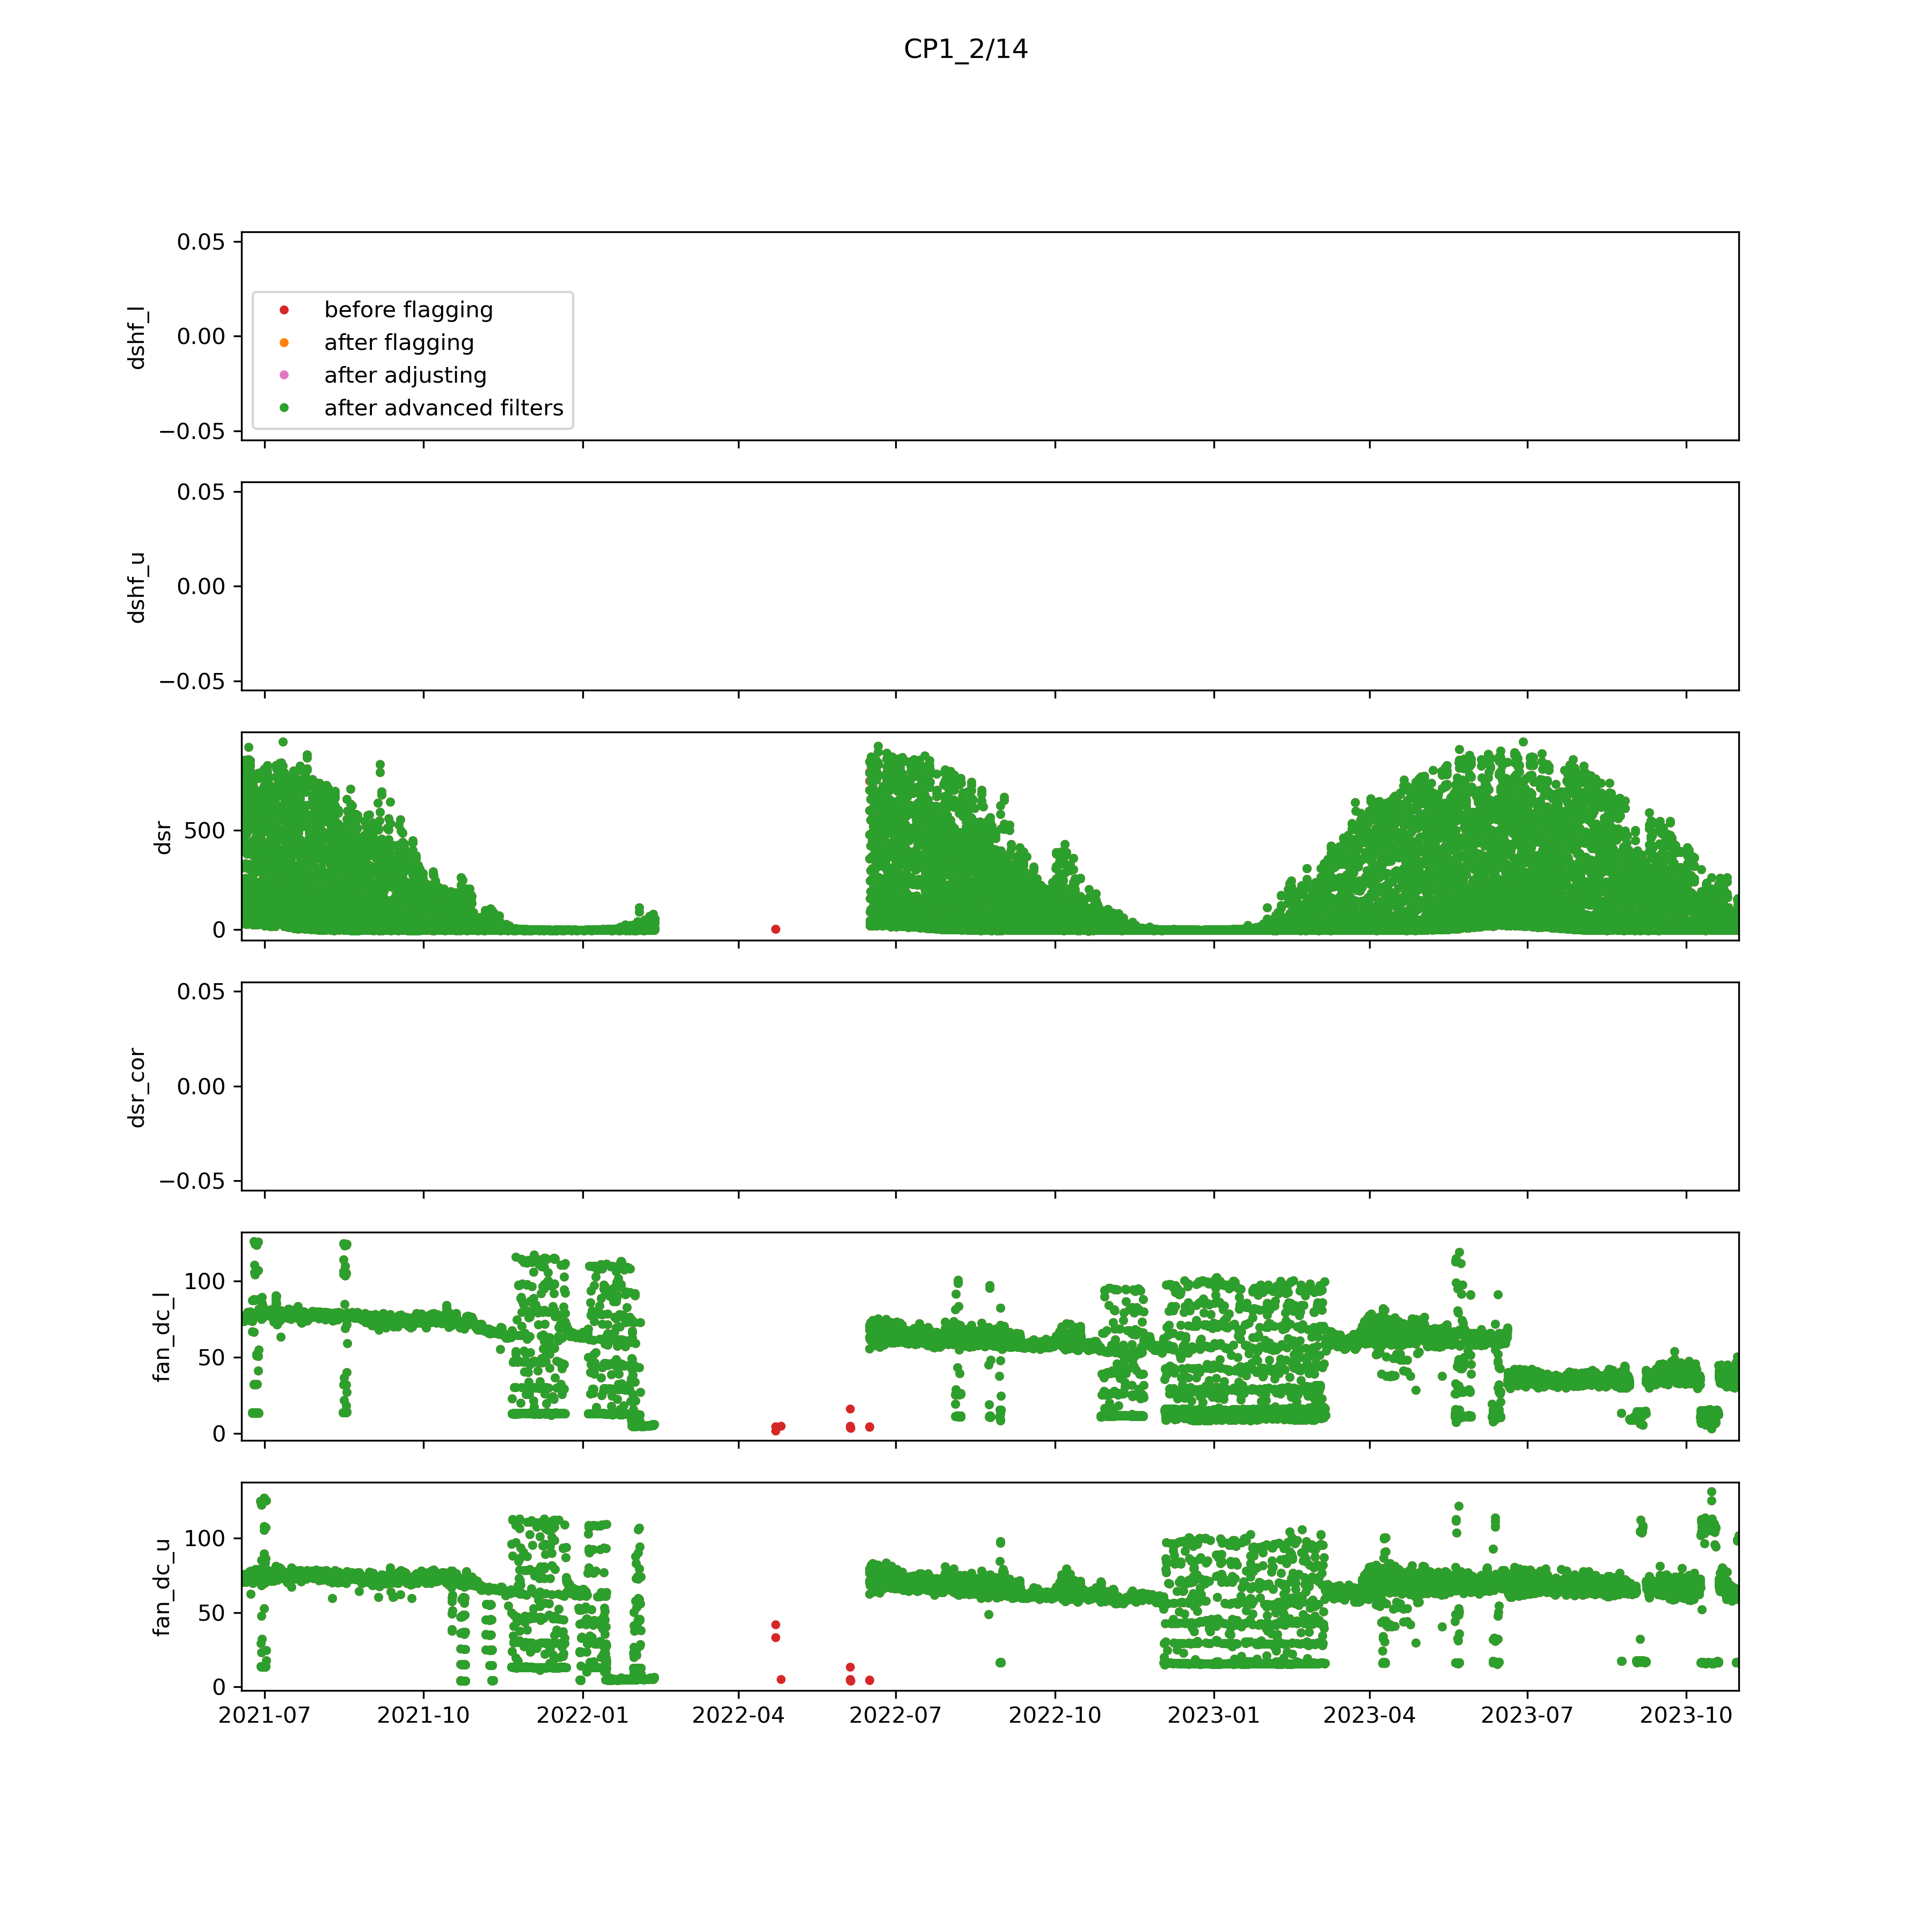 CP1_2/14
0.05
0.00
−0.05
dshf_l
before flagging
after flagging
after adjusting
after advanced filters
0.05
0.00
−0.05
dshf_u
500
0
dsr
0.05
0.00
−0.05
dsr_cor
100
50
0
fan_dc_l
100
50
0
fan_dc_u
2021-07 2021-10 2022-01 2022-04 2022-07 2022-10 2023-01 2023-04 2023-07 2023-10